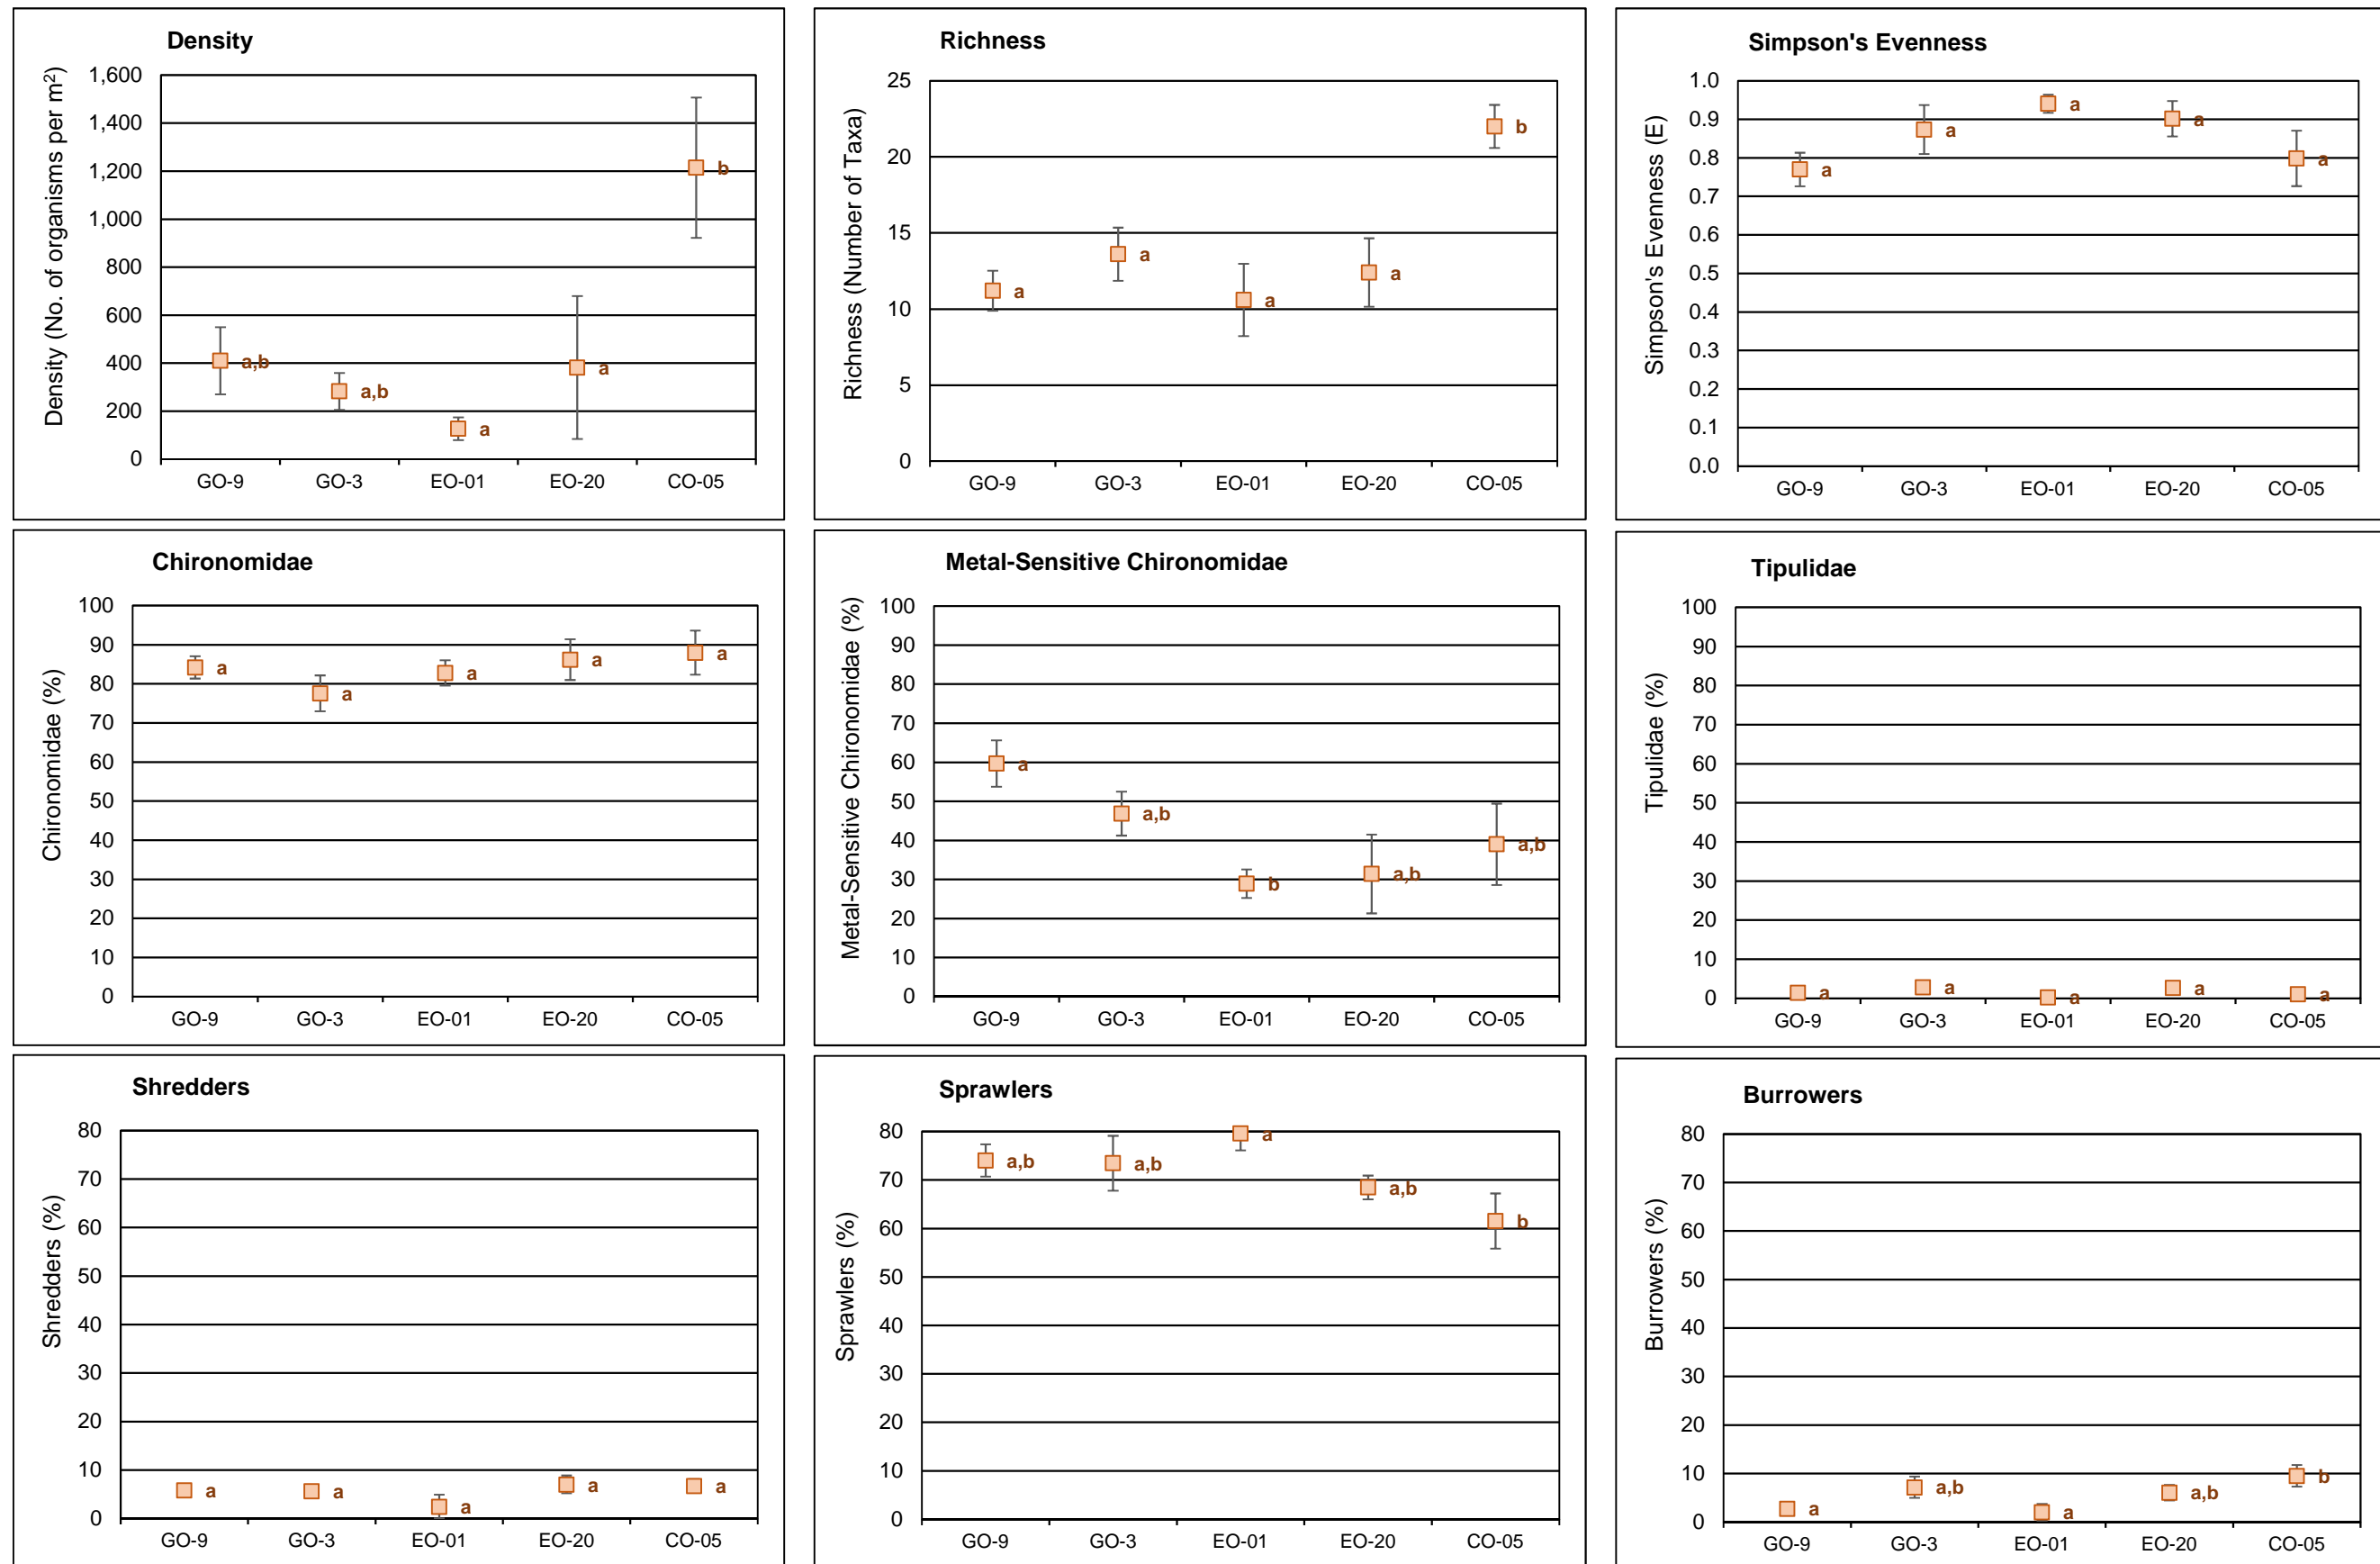 Density
Density (No. of organisms per m²)
1,600
1,400
1,200
1,000
800
600
400
200
0
a,b
a,b
a
a
b
GO-9 GO-3 EO-01 EO-20 CO-05
Richness
Richness (Number of Taxa)
25
20
15
10
5
0
a
a
a
a
b
GO-9 GO-3 EO-01 EO-20 CO-05
Simpson's Evenness
Simpson's Evenness (E)
1.0
0.9
0.8
0.7
0.6
0.5
0.4
0.3
0.2
0.1
0.0
a
a
a
a
a
GO-9 GO-3 EO-01 EO-20 CO-05
Chironomidae
Chironomidae (%)
100
90
80
70
60
50
40
30
20
10
0
a
a
a
a
a
GO-9 GO-3 EO-01 EO-20 CO-05
Metal-Sensitive Chironomidae
Metal-Sensitive Chironomidae (%)
100
90
80
70
60
50
40
30
20
10
0
a
a,b
b
a,b
a,b
GO-9 GO-3 EO-01 EO-20 CO-05
Tipulidae
Tipulidae (%)
100
90
80
70
60
50
40
30
20
10
0
a
a
a
a
a
GO-9 GO-3 EO-01 EO-20 CO-05
Shredders
Shredders (%)
80
70
60
50
40
30
20
10
0
a
a
a
a
a
GO-9 GO-3 EO-01 EO-20 CO-05
Sprawlers
Sprawlers (%)
80
70
60
50
40
30
20
10
0
a,b
a,b
a
a,b
b
GO-9 GO-3 EO-01 EO-20 CO-05
Burrowers
Burrowers (%)
80
70
60
50
40
30
20
10
0
a
a,b
a
a,b
b
GO-9 GO-3 EO-01 EO-20 CO-05